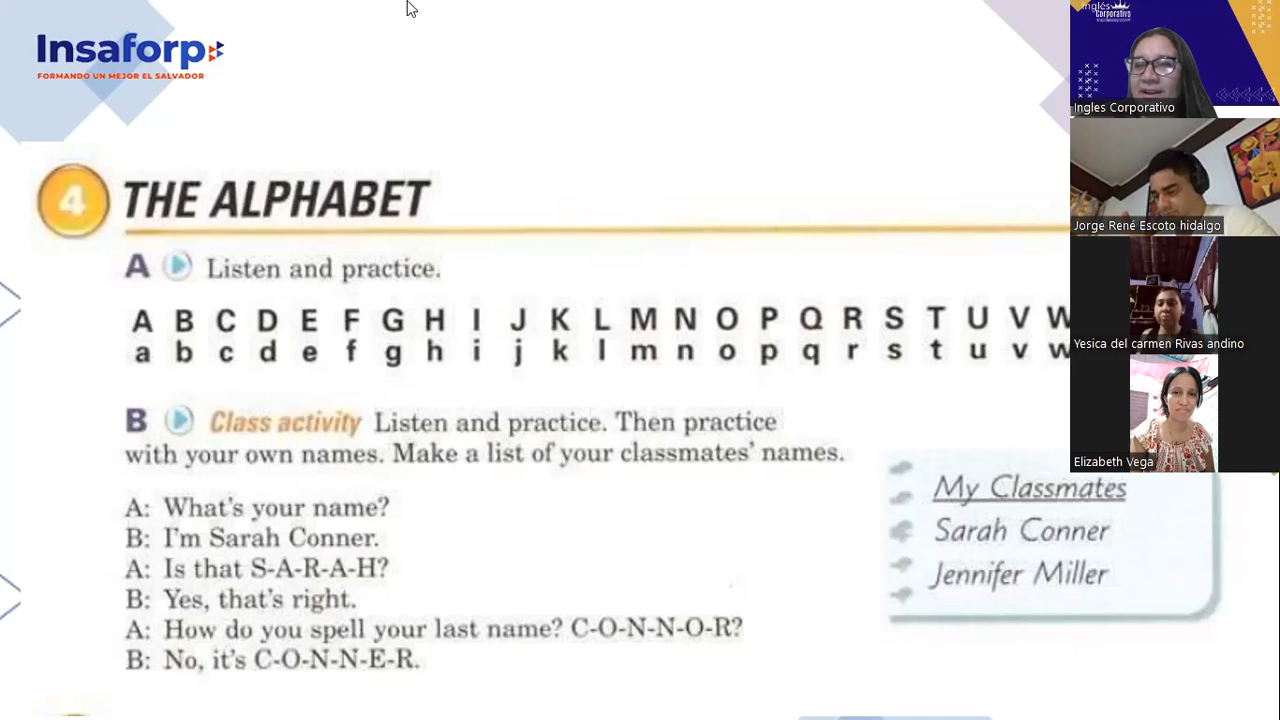 Insaforp
FORMANDO UN MEJOR EL SALVADOR
4 THE ALPHABET
A Listen and practice.
A B C D E F G H I J K L M N O P Q R S T U V W
a b c d e f g h i j k l m n o p q r s t u v w
B Class activity Listen and practice. Then practice
with your own names. Make a list of your classmates' names.
A: What's your name?
B: I'm Sarah Conner.
A: Is that S-A-R-A-H?
B: Yes, that's right.
A: How do you spell your last name? C-O-N-N-O-R?
B: No, it's C-O-N-N-E-R.
My Classmates
Sarah Conner
Jennifer Miller
Inglés
corporativo
Ingles Corporativo
Jorge René Escoto hidalgo
Yesica del carmen Rivas andino
Elizabeth Vega